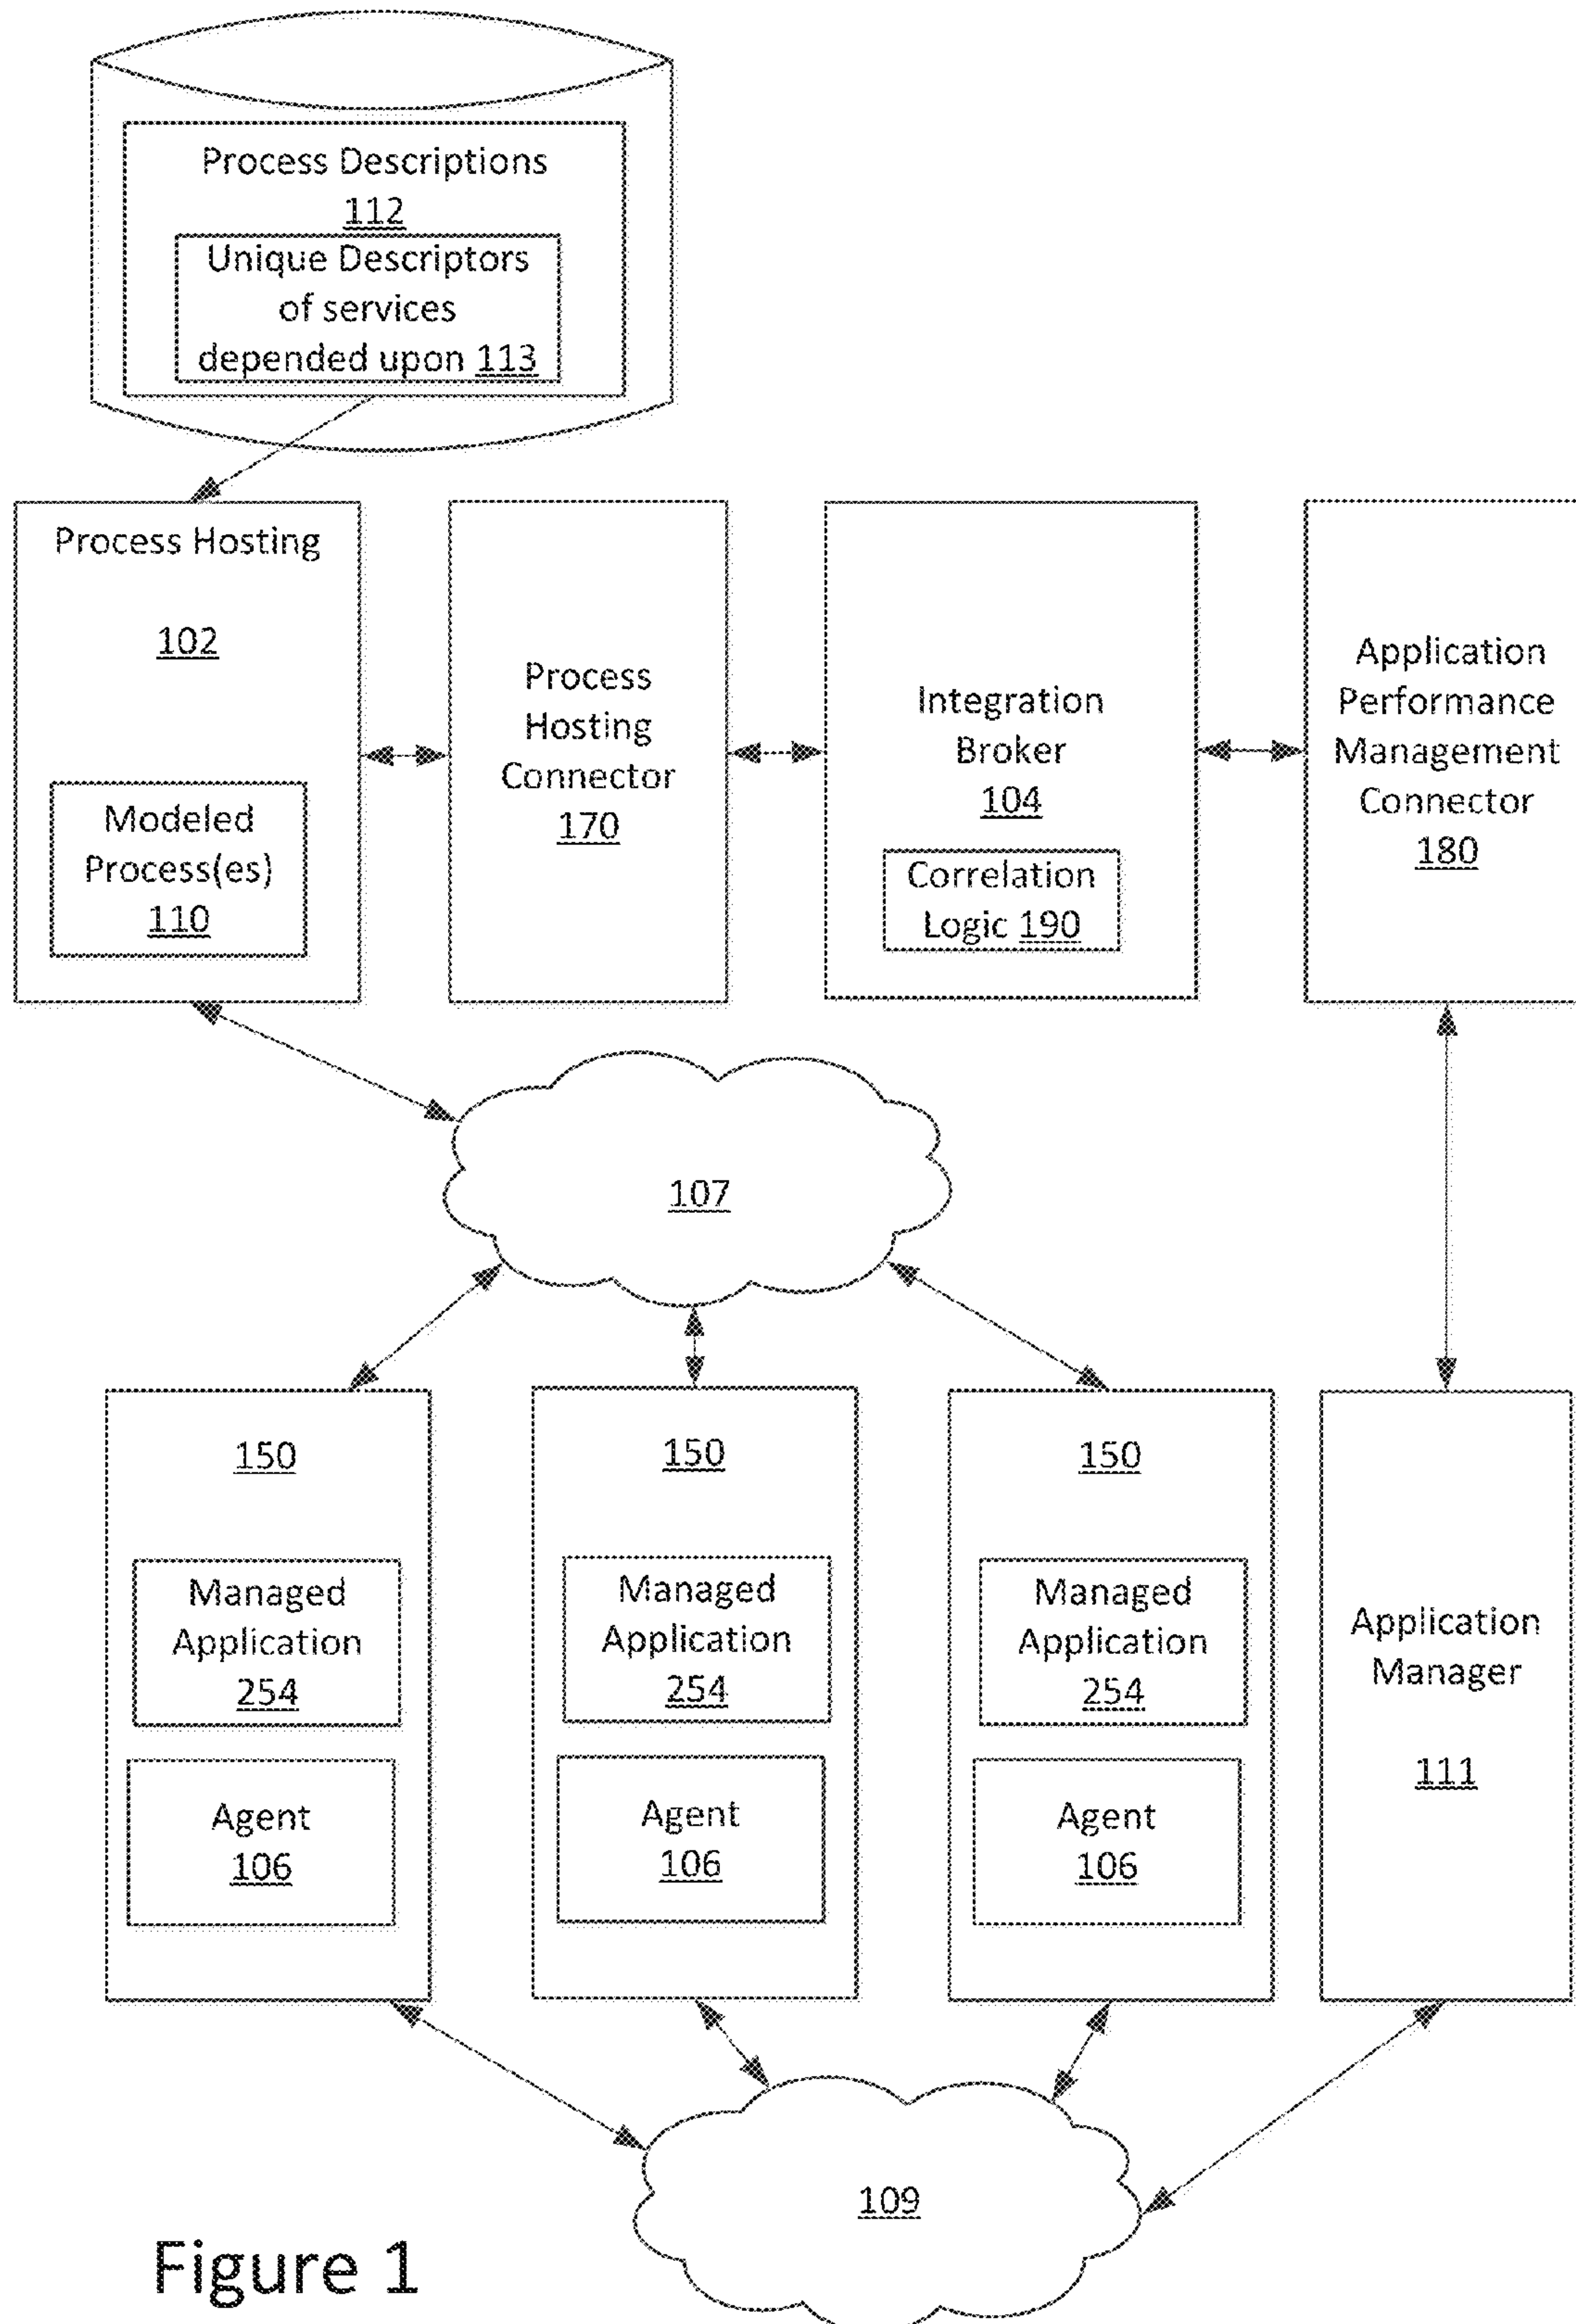 Process Descriptions
112
Unique Descriptors
of services
depended upon 113
Process Hosting
102
Modeled
Process(es)
110
Process
Hosting
Connector
170
Integration
Broker
104
Correlation
Logic 190
Application
Performance
Management
Connector
180
107
150
Managed
Application
254
Agent
106
150
Managed
Application
254
Agent
106
150
Managed
Application
254
Agent
106
Application
Manager
111
109
Figure 1